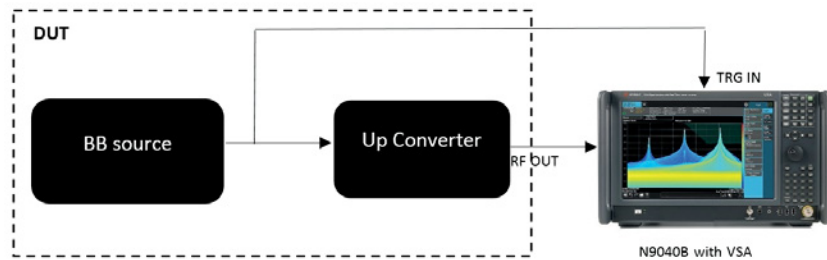 DUT
TRG IN
BB source
Up Converter
RF OUT
N9040B with VSA